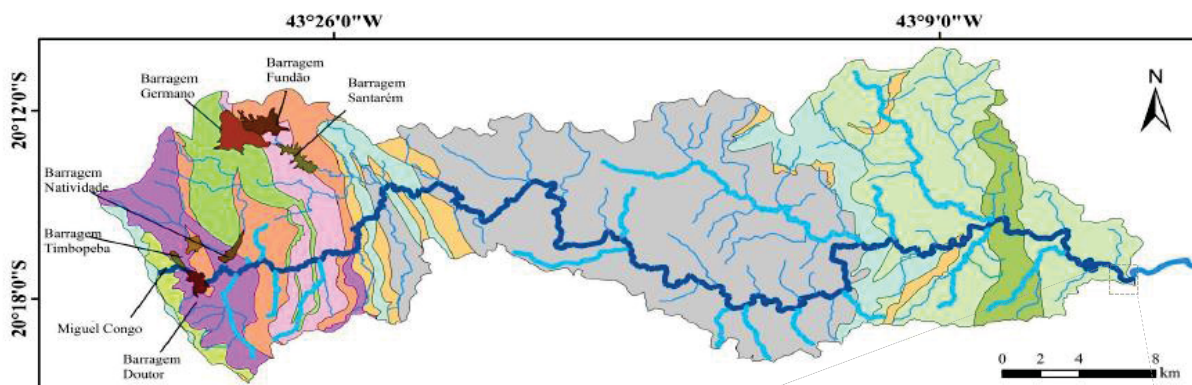 43°26'0"W
43°9'0"W
20°12'0"S
20°18'0"S
Barragem
Germano
Barragem
Fundão
Barragem
Santarém
Barragem
Natividade
Barragem
Timbopeba
Miguel Congo
Barragem
Doutor
N
0 2 4 8
km